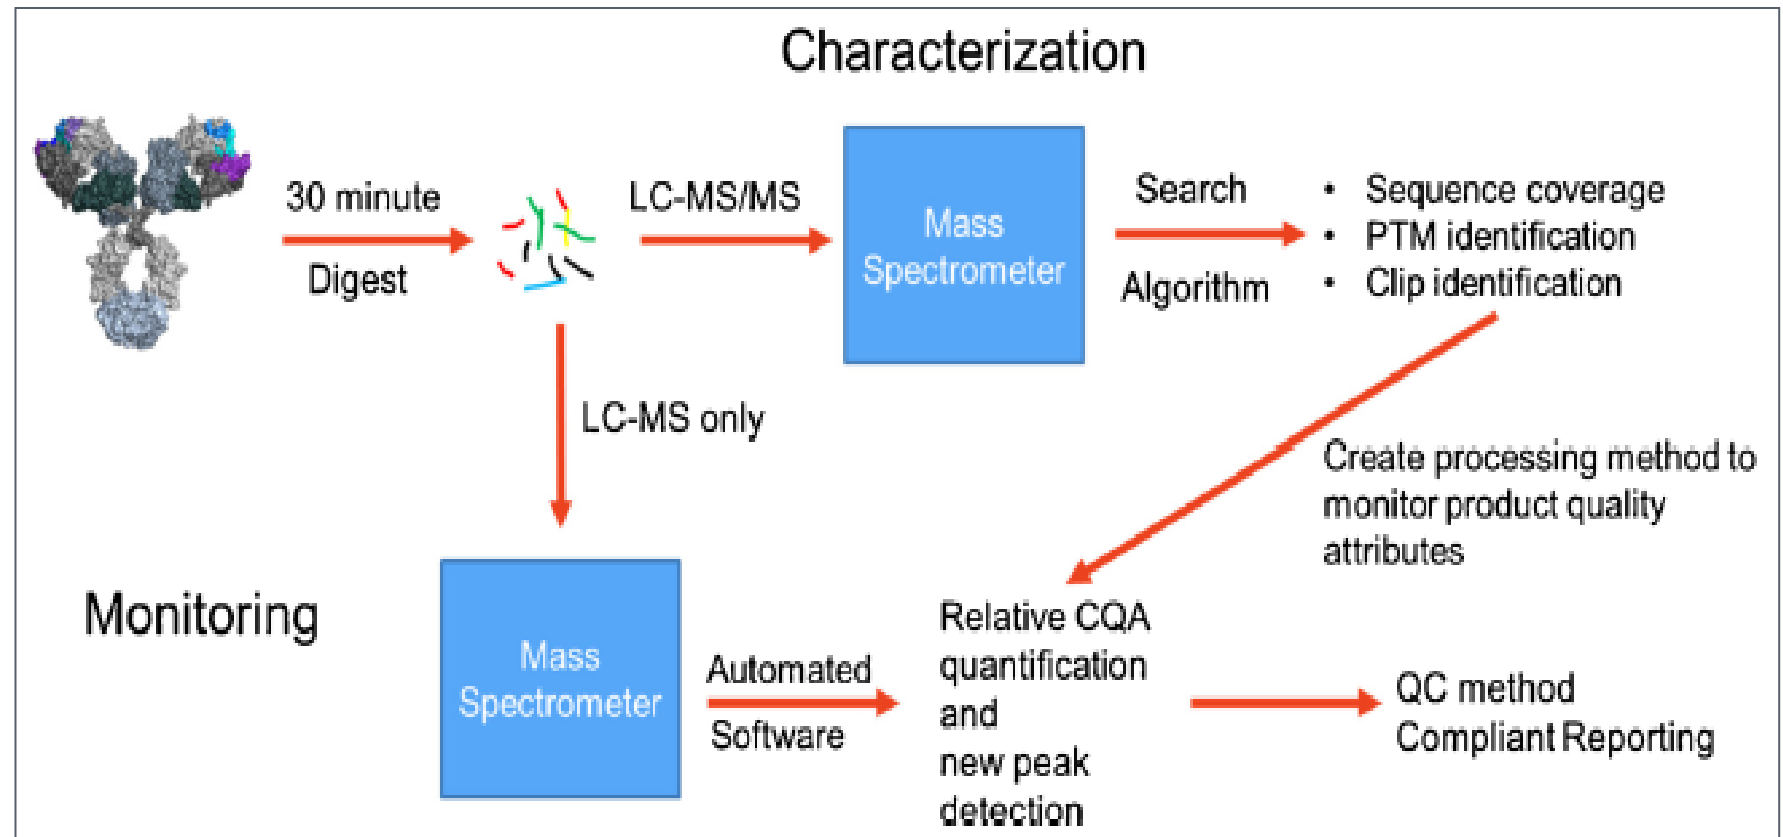 Characterization
30 minute
Digest
LC-MS/MS
Mass
Spectrometer
Search
Algorithm
• Sequence coverage
• PTM identification
• Clip identification
LC-MS only
Create processing method to
monitor product quality
attributes
Monitoring
Mass
Spectrometer
Automated
Software
Relative CQA
quantification
and
new peak
detection
QC method
Compliant Reporting